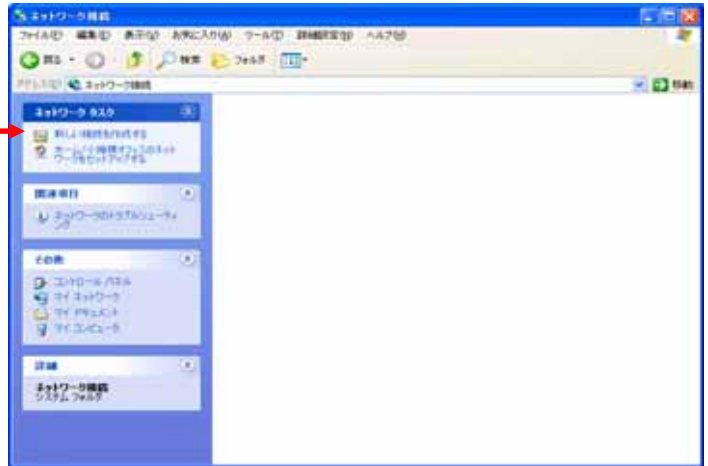 ネットワーク接続
ファイル(F) 編集(E) 表示(V) お気に入り(A) ツール(T) 詳細設定(N) ヘルプ(H)
戻る 検索 フォルダ
アドレス(D) ネットワーク接続 移動
ネットワーク タスク
新しい接続を作成する
ホーム/小規模オフィスのネット
ワークをセットアップする
関連項目
ネットワークのトラブルシューティ
ング
その他
コントロール パネル
マイ ネットワーク
マイ ドキュメント
マイ コンピュータ
詳細
ネットワーク接続
システム フォルダ